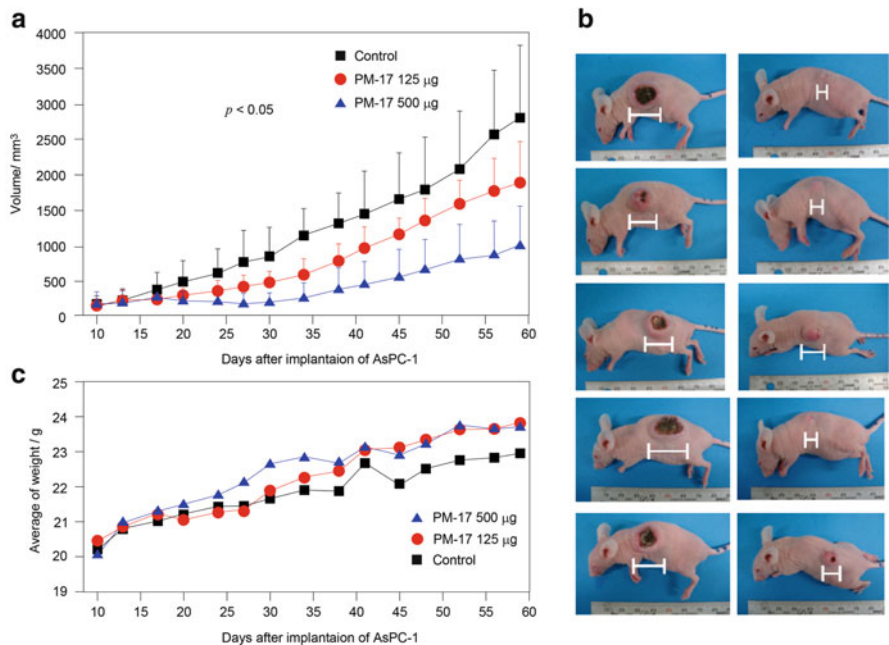 a
4000
3500
3000
2500
2000
1500
1000
500
0
Volume/ mm³
Control
PM-17 125 μg
PM-17 500 μg
p < 0.05
10 15 20 25 30 35 40 45 50 55 60
Days after implantaion of AsPC-1
b
c
25
24
23
22
21
20
19
Average of weight / g
PM-17 500 μg
PM-17 125 μg
Control
10 15 20 25 30 35 40 45 50 55 60
Days after implantaion of AsPC-1